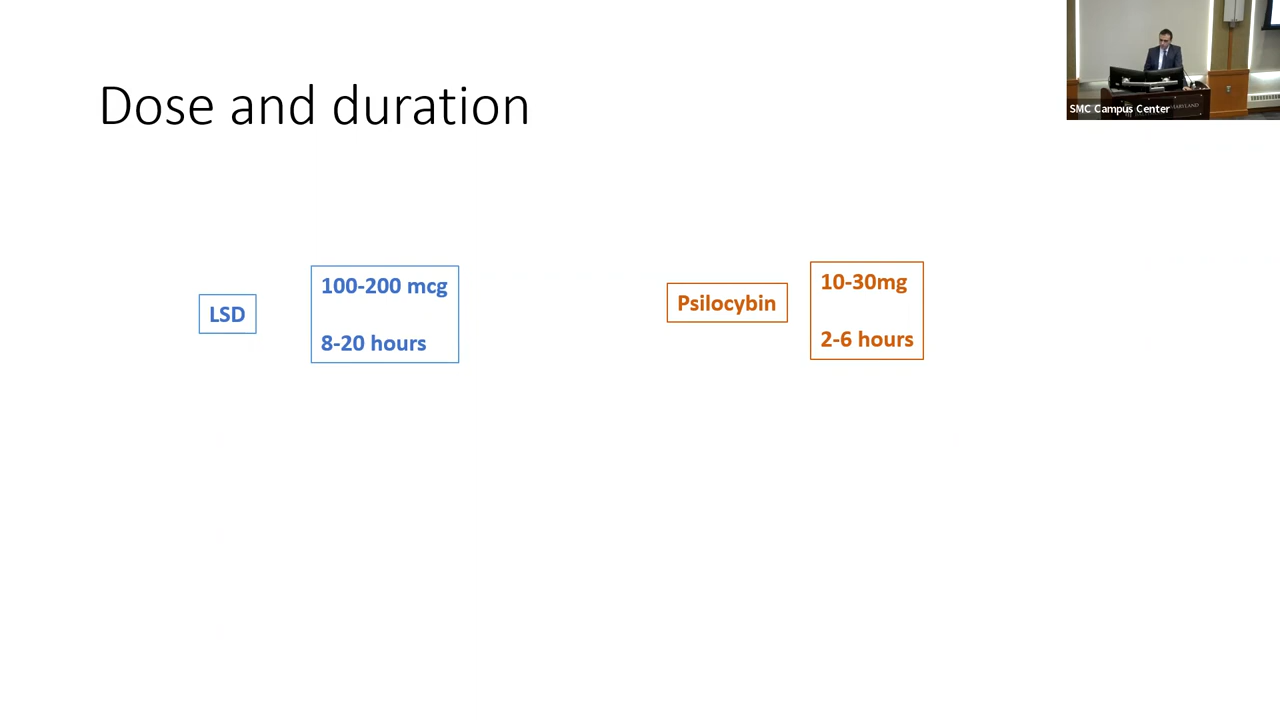 Dose and duration
SMC Campus Center
MARYLAND
LSD
100-200 mcg
8-20 hours
Psilocybin
10-30mg
2-6 hours